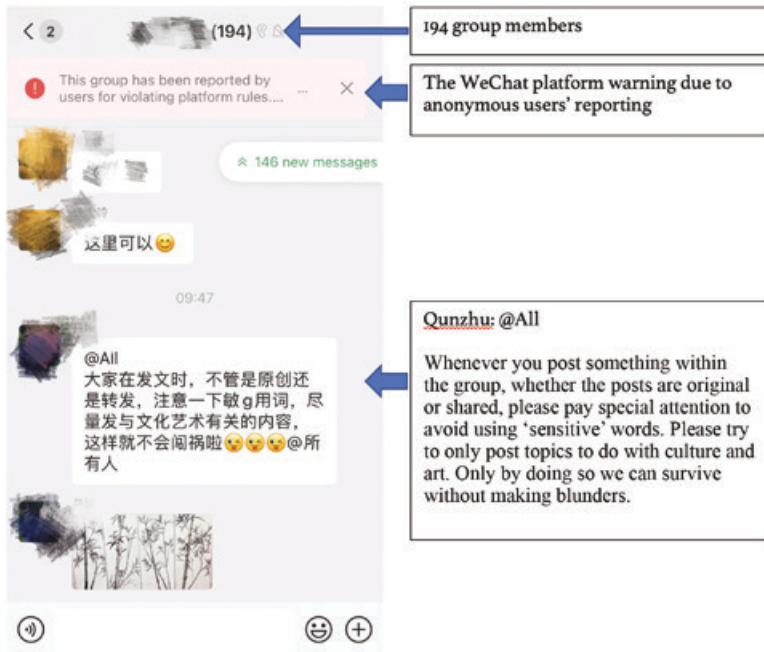 2
(194)
194 group members
This group has been reported by
users for violating platform rules.... ...
The WeChat platform warning due to
anonymous users' reporting
146 new messages
这里可以😊
09:47
@All
大家在发文时，不管是原创还
是转发，注意一下敏g用词，尽
量发与文化艺术有关的内容，
这样就不会闯祸啦😜😜😜@所
有人
Qunzhu: @All
Whenever you post something within
the group, whether the posts are original
or shared, please pay special attention to
avoid using 'sensitive' words. Please try
to only post topics to do with culture and
art. Only by doing so we can survive
without making blunders.